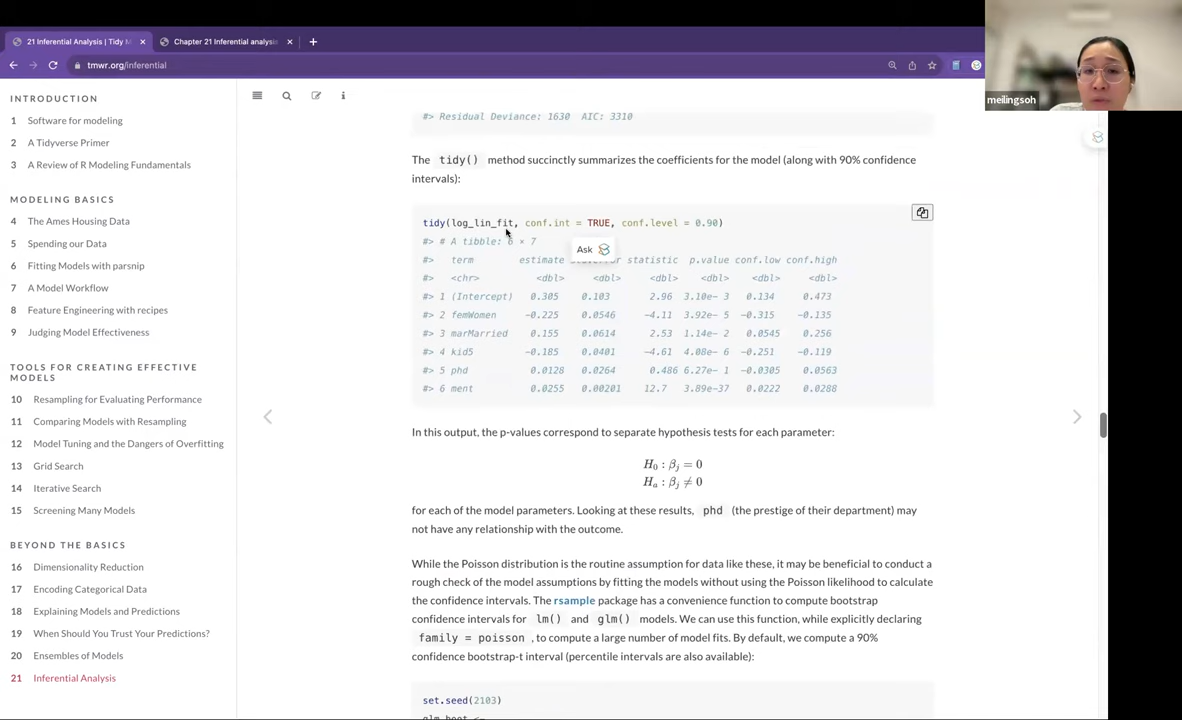 21 Inferential Analysis | Tidy M
Chapter 21 Inferential analysis
tmwr.org/inferential
meilingsoh
INTRODUCTION
1 Software for modeling
2 A Tidyverse Primer
3 A Review of R Modeling Fundamentals
MODELING BASICS
4 The Ames Housing Data
5 Spending our Data
6 Fitting Models with parsnip
7 A Model Workflow
8 Feature Engineering with recipes
9 Judging Model Effectiveness
TOOLS FOR CREATING EFFECTIVE
MODELS
10 Resampling for Evaluating Performance
11 Comparing Models with Resampling
12 Model Tuning and the Dangers of Overfitting
13 Grid Search
14 Iterative Search
15 Screening Many Models
BEYOND THE BASICS
16 Dimensionality Reduction
17 Encoding Categorical Data
18 Explaining Models and Predictions
19 When Should You Trust Your Predictions?
20 Ensembles of Models
21 Inferential Analysis
#> Residual Deviance: 1630 AIC: 3310
The tidy() method succinctly summarizes the coefficients for the model (along with 90% confidence
intervals):
tidy(log_lin_fit, conf.int = TRUE, conf.level = 0.90)
#> # A tibble: 6 × 7
Ask
#> term estimate statistic p.value conf.low conf.high
#> <chr> <dbl> <dbl> <dbl> <dbl> <dbl> <dbl>
#> 1 (Intercept) 0.305 0.103 2.96 3.10e- 3 0.134 0.473
#> 2 femWomen -0.225 0.0546 -4.11 3.92e- 5 -0.315 -0.135
#> 3 marMarried 0.155 0.0614 2.53 1.14e- 2 0.0545 0.256
#> 4 kid5 -0.185 0.0401 -4.61 4.08e- 6 -0.251 -0.119
#> 5 phd 0.0128 0.0264 0.486 6.27e- 1 -0.0305 0.0563
#> 6 ment 0.0255 0.00201 12.7 3.89e-37 0.0222 0.0288
In this output, the p-values correspond to separate hypothesis tests for each parameter:
H₀ : βⱼ = 0
Hₐ : βⱼ ≠ 0
for each of the model parameters. Looking at these results, phd (the prestige of their department) may
not have any relationship with the outcome.
While the Poisson distribution is the routine assumption for data like these, it may be beneficial to conduct a
rough check of the model assumptions by fitting the models without using the Poisson likelihood to calculate
the confidence intervals. The rsample package has a convenience function to compute bootstrap
confidence intervals for lm() and glm() models. We can use this function, while explicitly declaring
family = poisson , to compute a large number of model fits. By default, we compute a 90%
confidence bootstrap-t interval (percentile intervals are also available):
set.seed(2103)
glm_boot <-